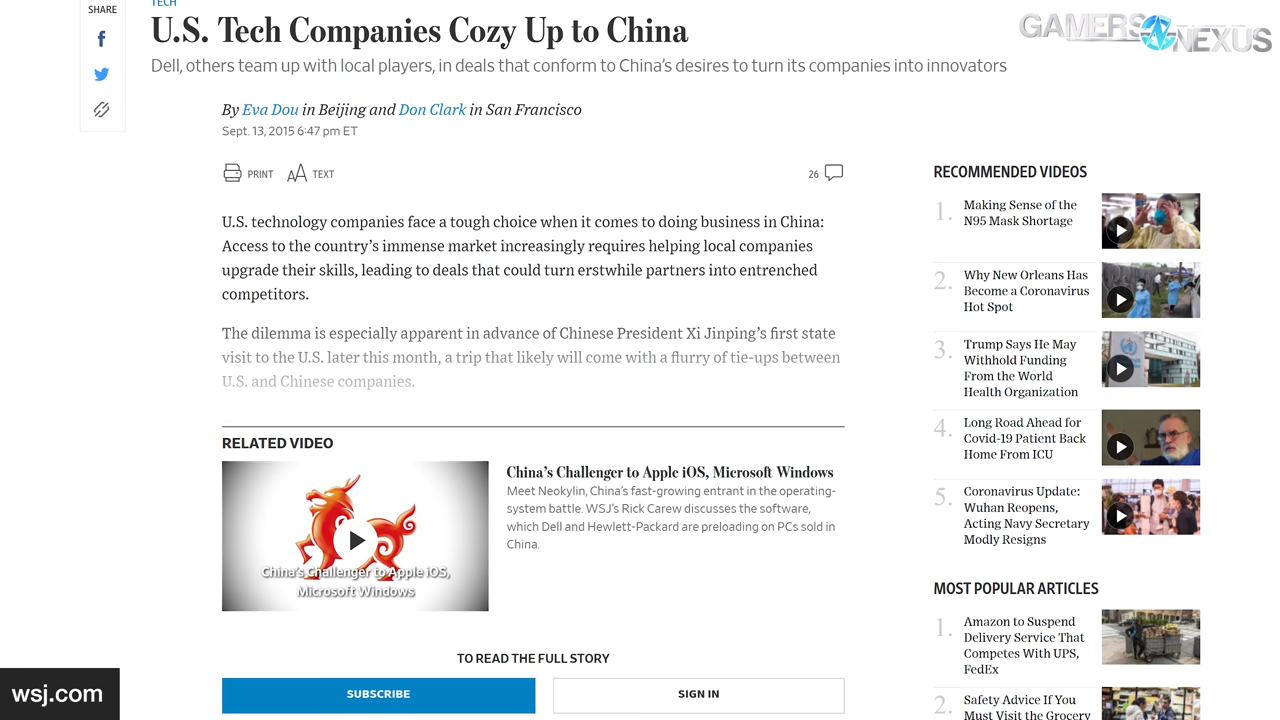 SHARE
TECH
U.S. Tech Companies Cozy Up to China
Dell, others team up with local players, in deals that conform to China's desires to turn its companies into innovators
GAMERS NEXUS
By Eva Dou in Beijing and Don Clark in San Francisco
Sept. 13, 2015 6:47 pm ET
PRINT
AA TEXT
26
U.S. technology companies face a tough choice when it comes to doing business in China:
Access to the country's immense market increasingly requires helping local companies
upgrade their skills, leading to deals that could turn erstwhile partners into entrenched
competitors.
The dilemma is especially apparent in advance of Chinese President Xi Jinping's first state
visit to the U.S. later this month, a trip that likely will come with a flurry of tie-ups between
U.S. and Chinese companies.
RELATED VIDEO
China's Challenger to Apple iOS,
Microsoft Windows
China's Challenger to Apple iOS, Microsoft Windows
Meet Neokylin, China's fast-growing entrant in the operating-
system battle. WSJ's Rick Carew discusses the software,
which Dell and Hewlett-Packard are preloading on PCs sold in
China.
TO READ THE FULL STORY
SUBSCRIBE
SIGN IN
RECOMMENDED VIDEOS
1. Making Sense of the
N95 Mask Shortage
2. Why New Orleans Has
Become a Coronavirus
Hot Spot
3. Trump Says He May
Withhold Funding
From the World
Health Organization
4. Long Road Ahead for
Covid-19 Patient Back
Home From ICU
5. Coronavirus Update:
Wuhan Reopens,
Acting Navy Secretary
Modly Resigns
MOST POPULAR ARTICLES
1. Amazon to Suspend
Delivery Service That
Competes With UPS,
FedEx
2. Safety Advice If You
Must Visit the Grocery
wsj.com